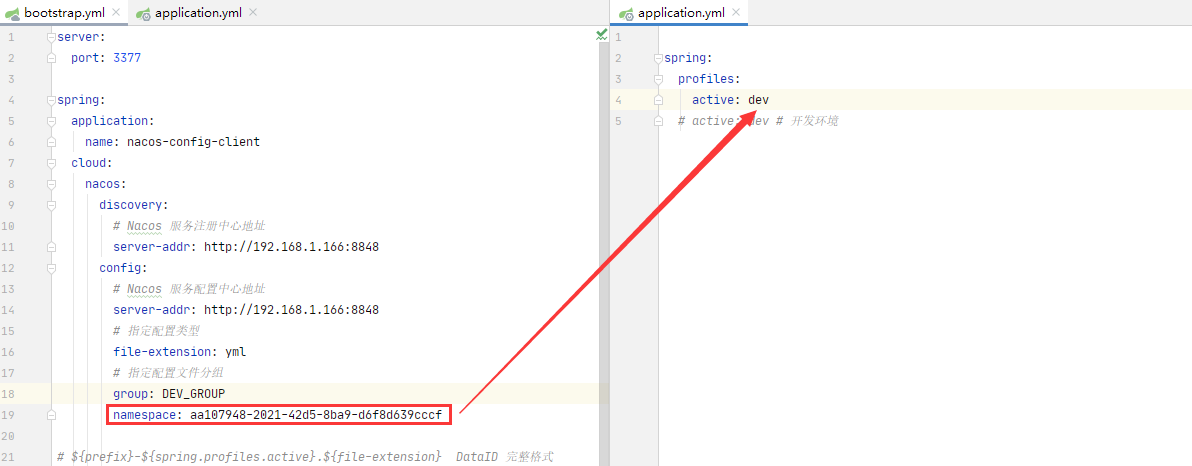 bootstrap.yml
application.yml
1 server:
2 port: 3377
3
4 spring:
5 application:
6 name: nacos-config-client
7 cloud:
8 nacos:
9 discovery:
10 # Nacos 服务注册中心地址
11 server-addr: http://192.168.1.166:8848
12 config:
13 # Nacos 服务配置中心地址
14 server-addr: http://192.168.1.166:8848
15 # 指定配置类型
16 file-extension: yml
17 # 指定配置文件分组
18 group: DEV_GROUP
19 namespace: aa107948-2021-42d5-8ba9-d6f8d639cccf
20
21 # ${prefix}-${spring.profiles.active}.${file-extension} DataID 完整格式
application.yml
1
2 spring:
3 profiles:
4 active: dev
5 # active: dev # 开发环境